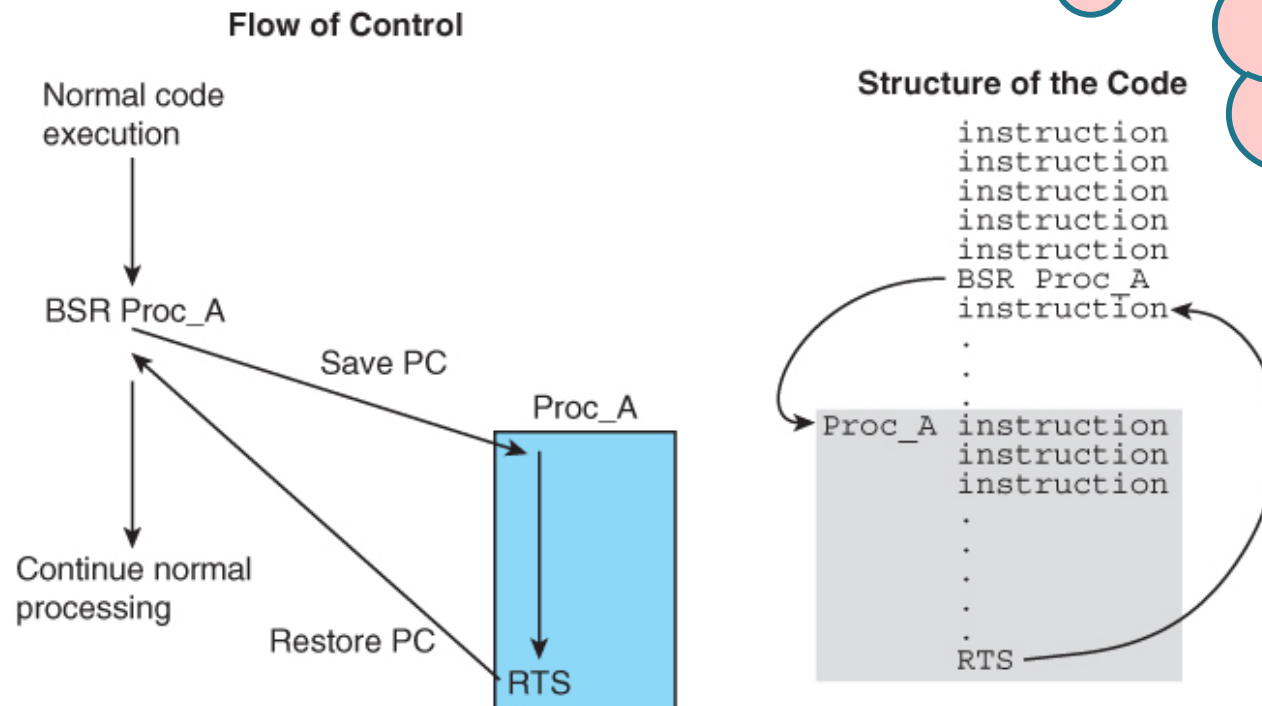 Flow of Control
Normal code
execution
BSR Proc_A
Save PC
Proc_A
Continue normal
processing
Restore PC
RTS
Structure of the Code
instruction
instruction
instruction
instruction
instruction
BSR Proc_A
instruction
.
.
.
Proc_A instruction
instruction
instruction
.
.
.
.
.
RTS